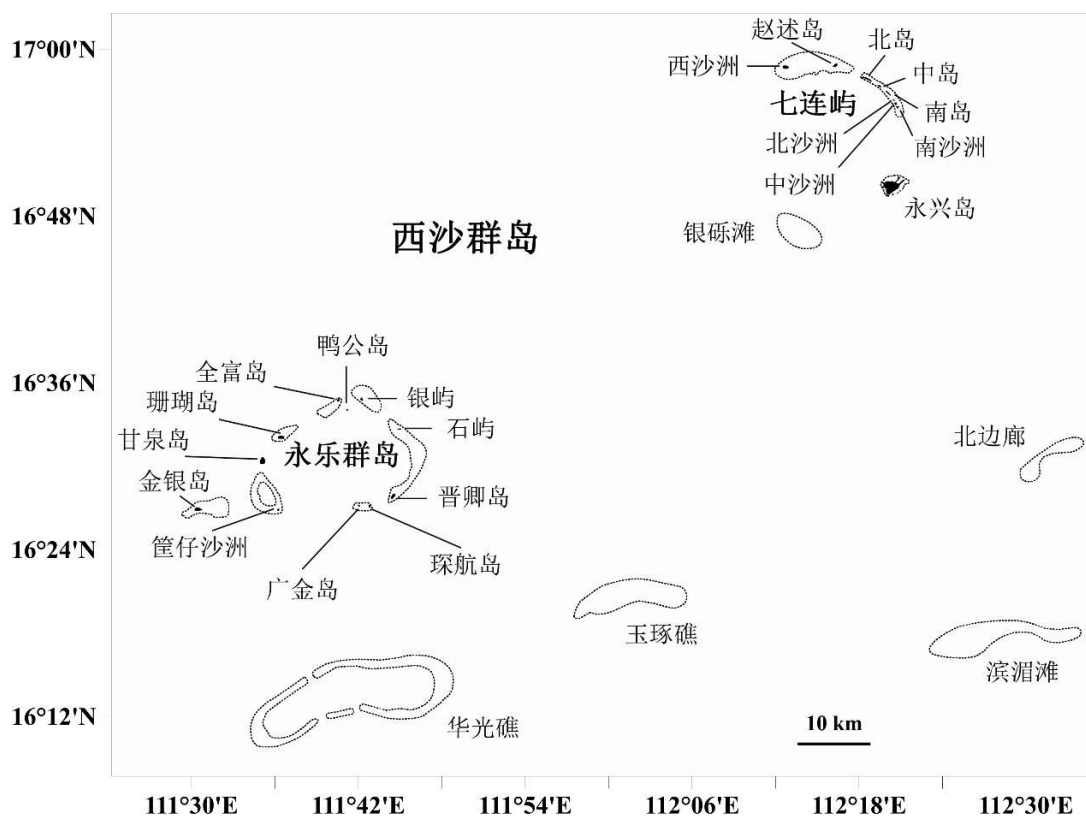 17°00'N
赵述岛
北岛
西沙洲
中岛
七连屿
南岛
北沙洲
南沙洲
中沙洲
永兴岛
16°48'N
西沙群岛
银砾滩
鸭公岛
16°36'N
全富岛
银屿
珊瑚岛
石屿
甘泉岛
永乐群岛
北边廊
金银岛
晋卿岛
筐仔沙洲
16°24'N
琛航岛
广金岛
玉琢礁
滨湄滩
16°12'N
华光礁
10 km
111°30'E
111°42'E
111°54'E
112°06'E
112°18'E
112°30'E